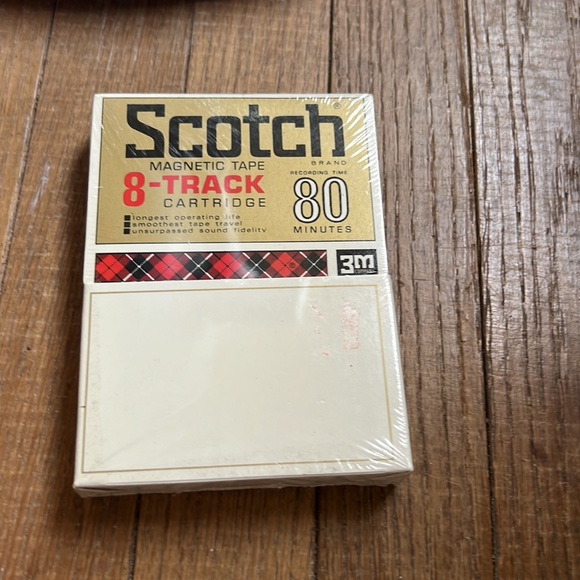 Scotch®
BRAND
MAGNETIC TAPE
8-TRACK
CARTRIDGE
RECORDING TIME
80
MINUTES
longest operating life
smoothest tape travel
unsurpassed sound fidelity
® 3M